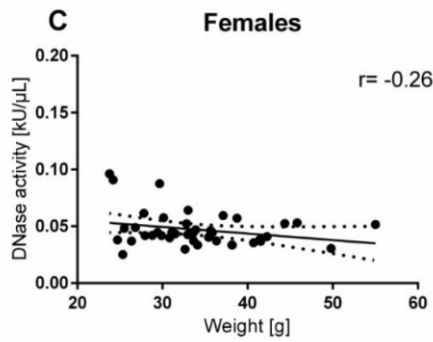 C Females
r= -0.26
DNase activity [kU/µL]
0.20
0.15
0.10
0.05
0.00
20 30 40 50 60
Weight [g]